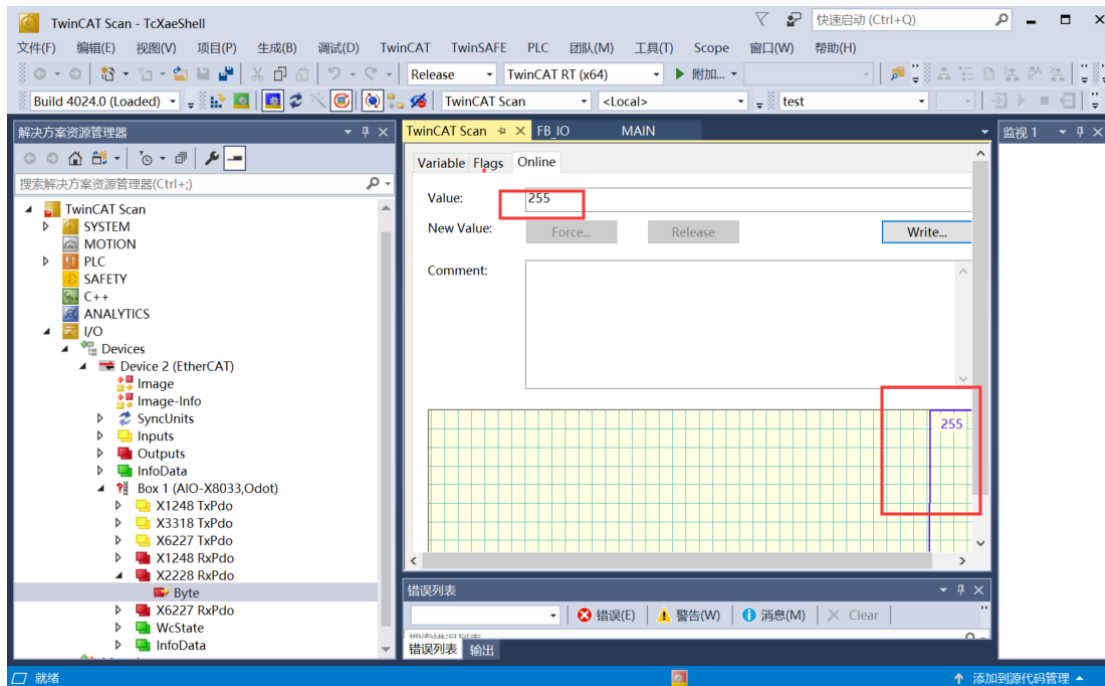 TwinCAT Scan - TcXaeShell
快速启动 (Ctrl+Q)
文件(F) 编辑(E) 视图(V) 项目(P) 生成(B) 调试(D) TwinCAT TwinSAFE PLC 团队(M) 工具(T) Scope 窗口(W) 帮助(H)
Release TwinCAT RT (x64) 附加...
Build 4024.0 (Loaded) TwinCAT Scan <Local> test
解决方案资源管理器
搜索解决方案资源管理器(Ctrl+;)
TwinCAT Scan
SYSTEM
MOTION
PLC
SAFETY
C++
ANALYTICS
I/O
Devices
Device 2 (EtherCAT)
Image
Image-Info
SyncUnits
Inputs
Outputs
InfoData
Box 1 (AIO-X8033,Odot)
X1248 TxPdo
X3318 TxPdo
X6227 TxPdo
X1248 RxPdo
X2228 RxPdo
Byte
X6227 RxPdo
WcState
InfoData
TwinCAT Scan FB_IO MAIN
Variable Flags Online
Value: 255
New Value: Force... Release Write...
Comment:
255
监视 1
错误列表
错误(E) 警告(W) 消息(M) Clear
错误列表 输出
就绪
添加到源代码管理